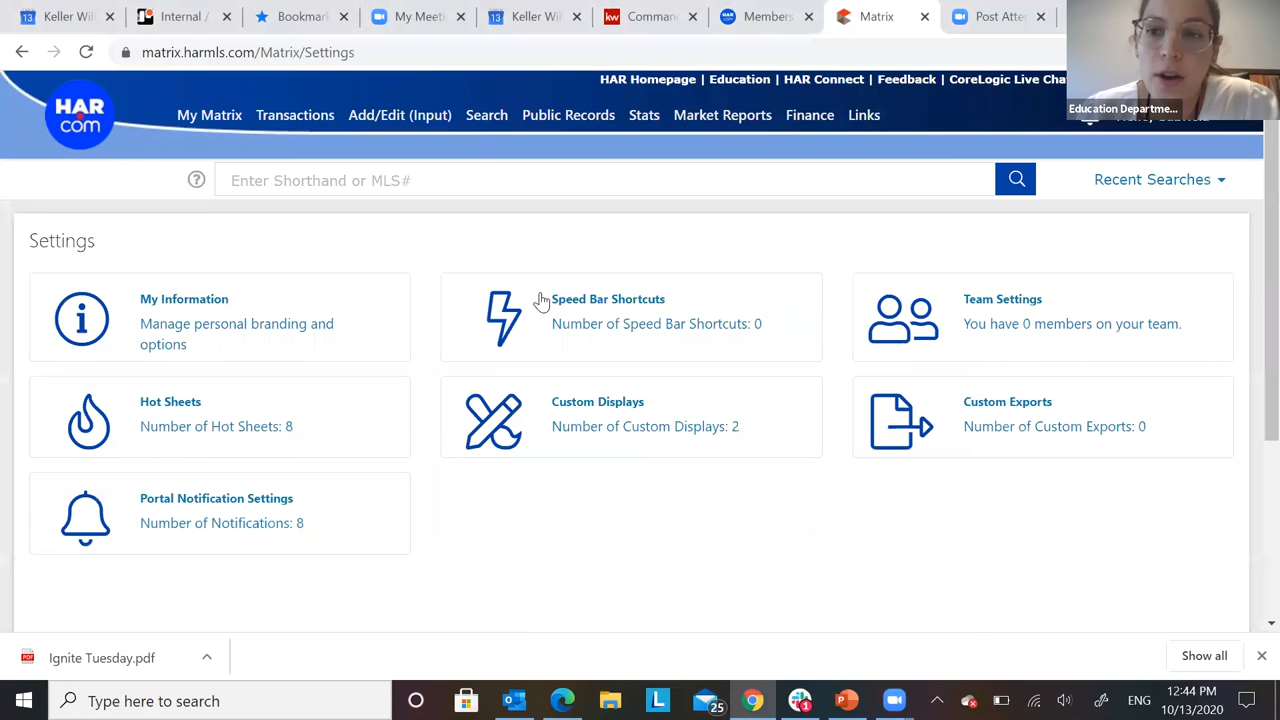 Keller Wil
Internal /
Bookmar
My Meeti
Keller Wil
Comman
Members
Matrix
Post Atte
matrix.harmls.com/Matrix/Settings
HAR Homepage | Education | HAR Connect | Feedback | CoreLogic Live Cha
Education Departme...
HAR
com
My Matrix
Transactions
Add/Edit (Input)
Search
Public Records
Stats
Market Reports
Finance
Links
Enter Shorthand or MLS#
Recent Searches
Settings
My Information
Manage personal branding and
options
Speed Bar Shortcuts
Number of Speed Bar Shortcuts: 0
Team Settings
You have 0 members on your team.
Hot Sheets
Number of Hot Sheets: 8
Custom Displays
Number of Custom Displays: 2
Custom Exports
Number of Custom Exports: 0
Portal Notification Settings
Number of Notifications: 8
Ignite Tuesday.pdf
Show all
Type here to search
25
1
ENG
12:44 PM
10/13/2020